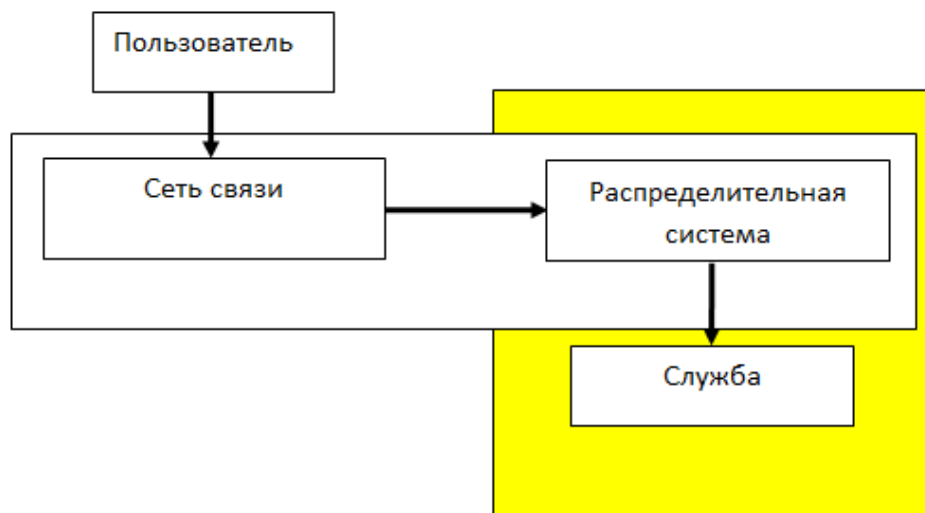 Пользователь
Сеть связи
Распределительная
система
Служба